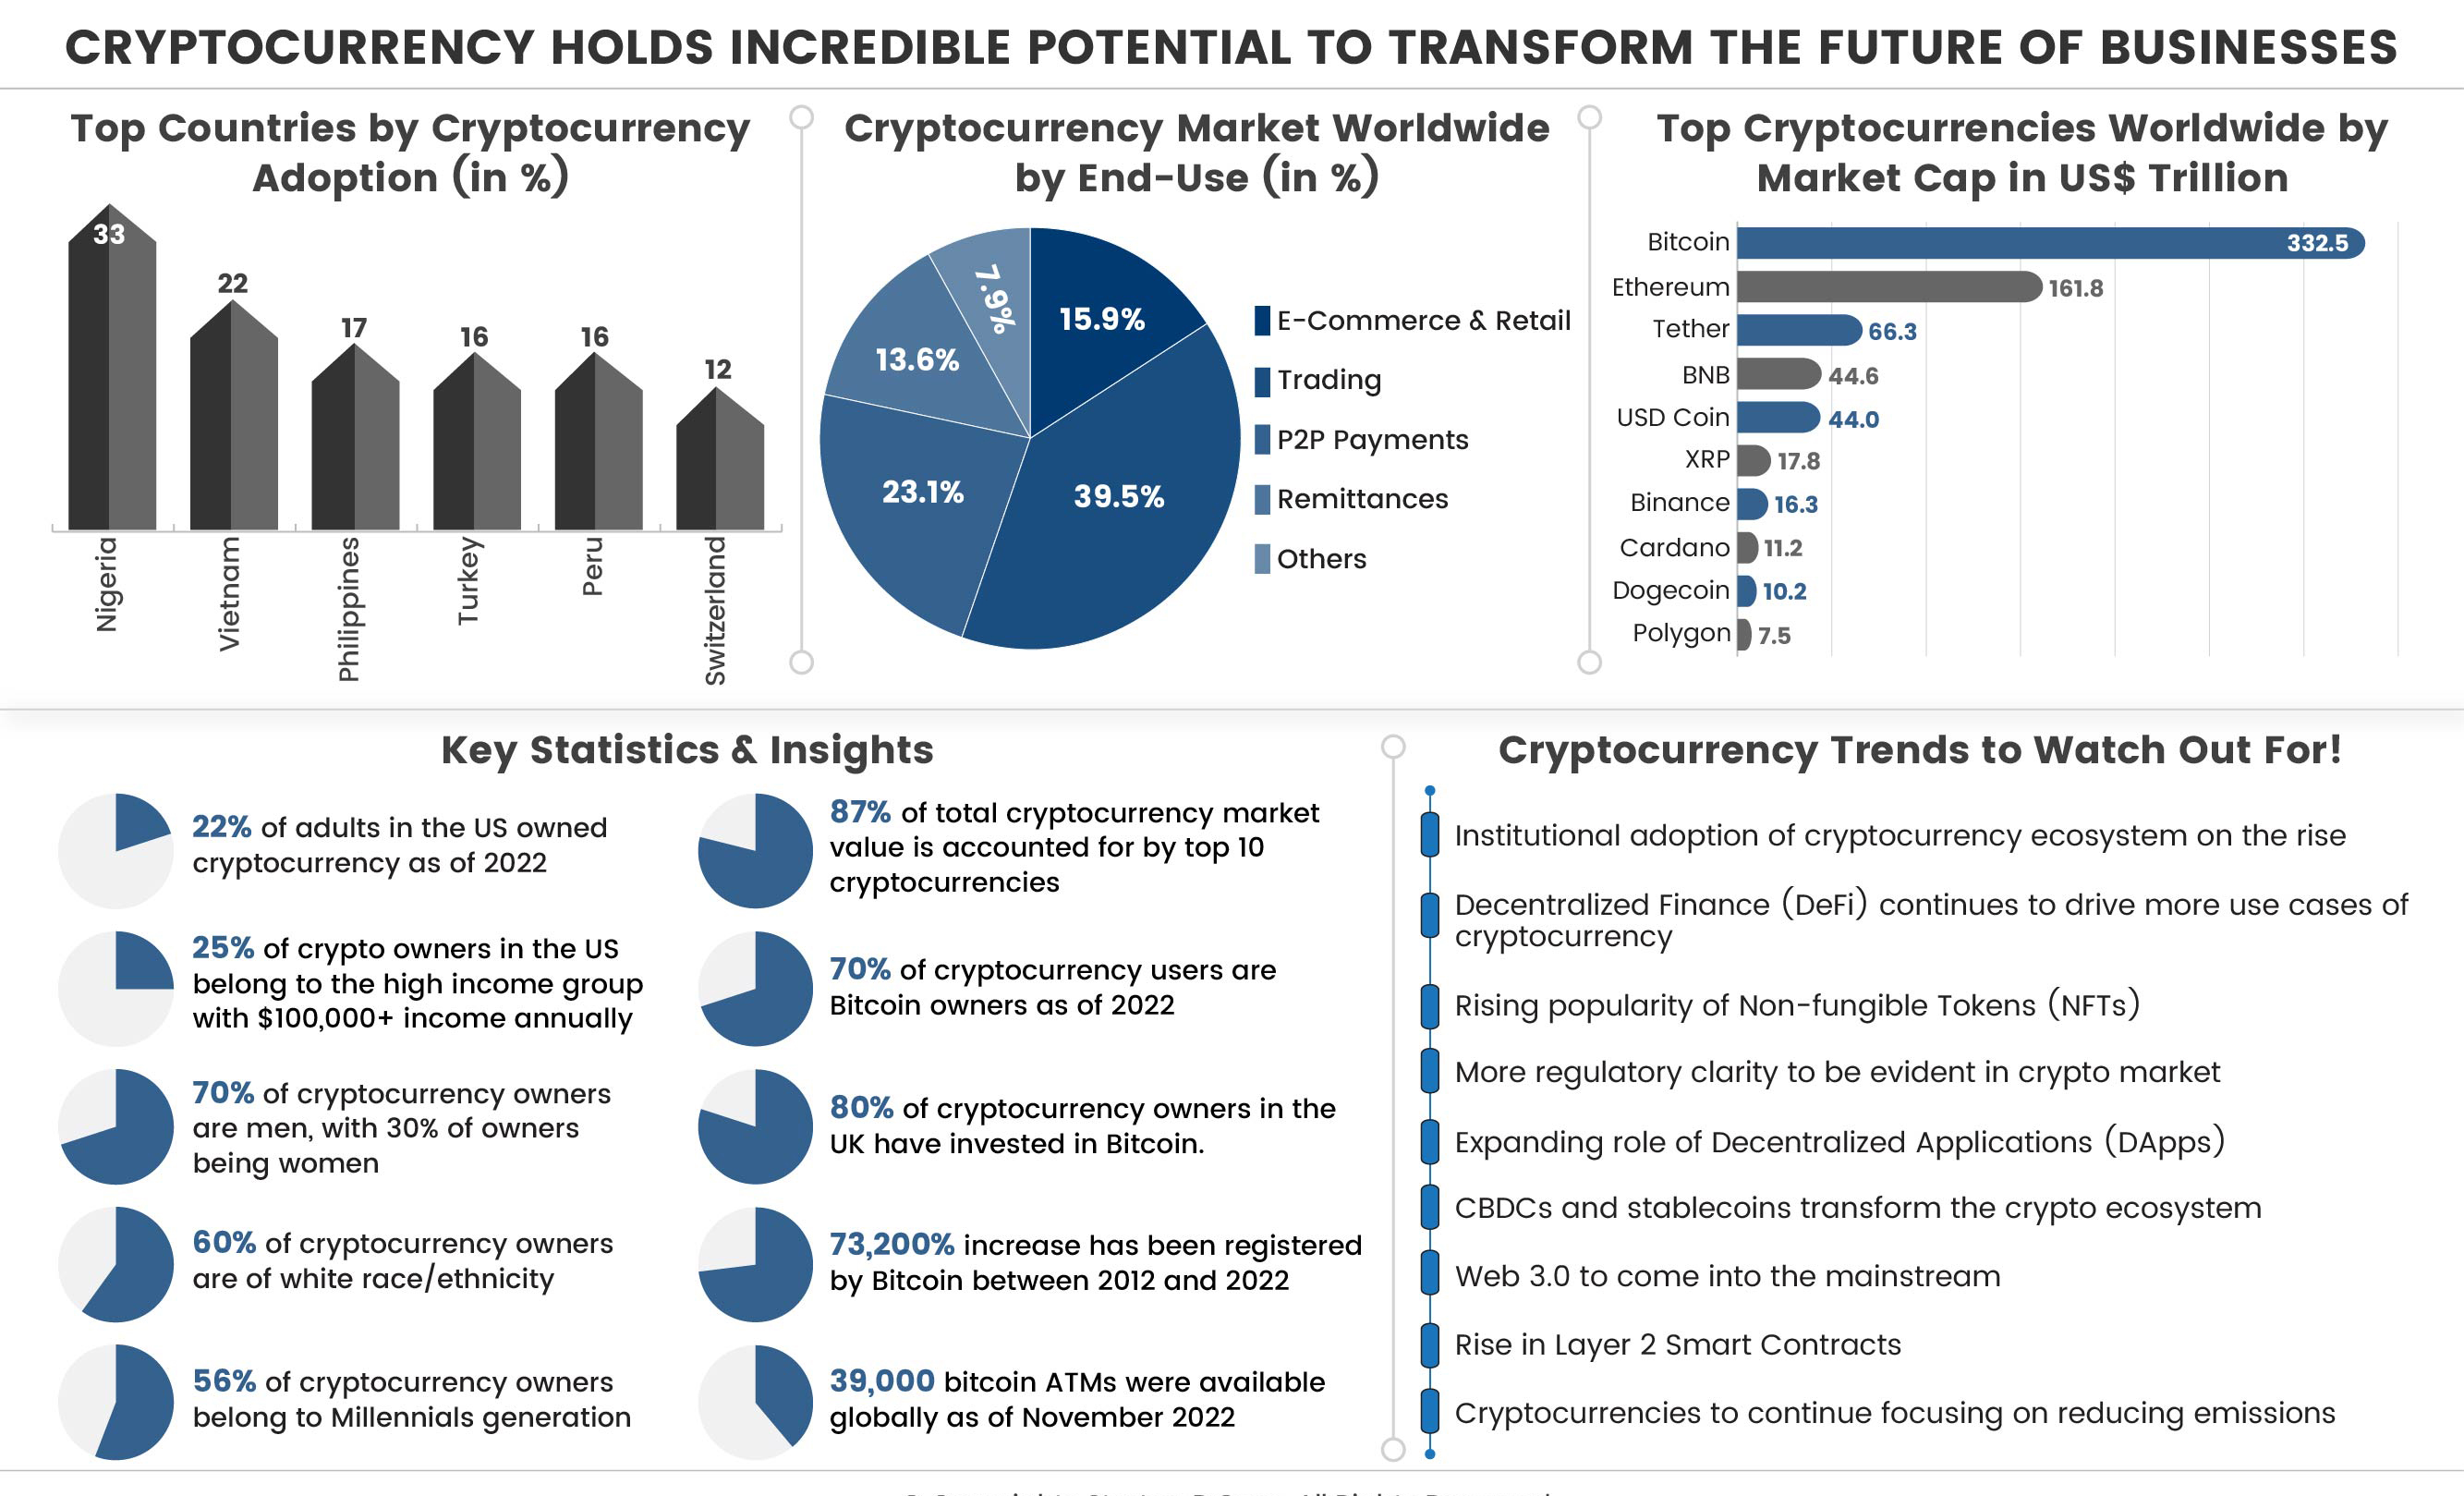 CRYPTOCURRENCY HOLDS INCREDIBLE POTENTIAL TO TRANSFORM THE FUTURE OF BUSINESSES
Top Countries by Cryptocurrency
Adoption (in %)
33
22
17
16
16
12
Nigeria
Vietnam
Philippines
Turkey
Peru
Switzerland
Cryptocurrency Market Worldwide
by End-Use (in %)
15.9%
39.5%
23.1%
13.6%
7.9%
E-Commerce & Retail
Trading
P2P Payments
Remittances
Others
Top Cryptocurrencies Worldwide by
Market Cap in US$ Trillion
Bitcoin 332.5
Ethereum 161.8
Tether 66.3
BNB 44.6
USD Coin 44.0
XRP 17.8
Binance 16.3
Cardano 11.2
Dogecoin 10.2
Polygon 7.5
Key Statistics & Insights
22% of adults in the US owned
cryptocurrency as of 2022
25% of crypto owners in the US
belong to the high income group
with $100,000+ income annually
70% of cryptocurrency owners
are men, with 30% of owners
being women
60% of cryptocurrency owners
are of white race/ethnicity
56% of cryptocurrency owners
belong to Millennials generation
87% of total cryptocurrency market
value is accounted for by top 10
cryptocurrencies
70% of cryptocurrency users are
Bitcoin owners as of 2022
80% of cryptocurrency owners in the
UK have invested in Bitcoin.
73,200% increase has been registered
by Bitcoin between 2012 and 2022
39,000 bitcoin ATMs were available
globally as of November 2022
Cryptocurrency Trends to Watch Out For!
Institutional adoption of cryptocurrency ecosystem on the rise
Decentralized Finance (DeFi) continues to drive more use cases of
cryptocurrency
Rising popularity of Non-fungible Tokens (NFTs)
More regulatory clarity to be evident in crypto market
Expanding role of Decentralized Applications (DApps)
CBDCs and stablecoins transform the crypto ecosystem
Web 3.0 to come into the mainstream
Rise in Layer 2 Smart Contracts
Cryptocurrencies to continue focusing on reducing emissions